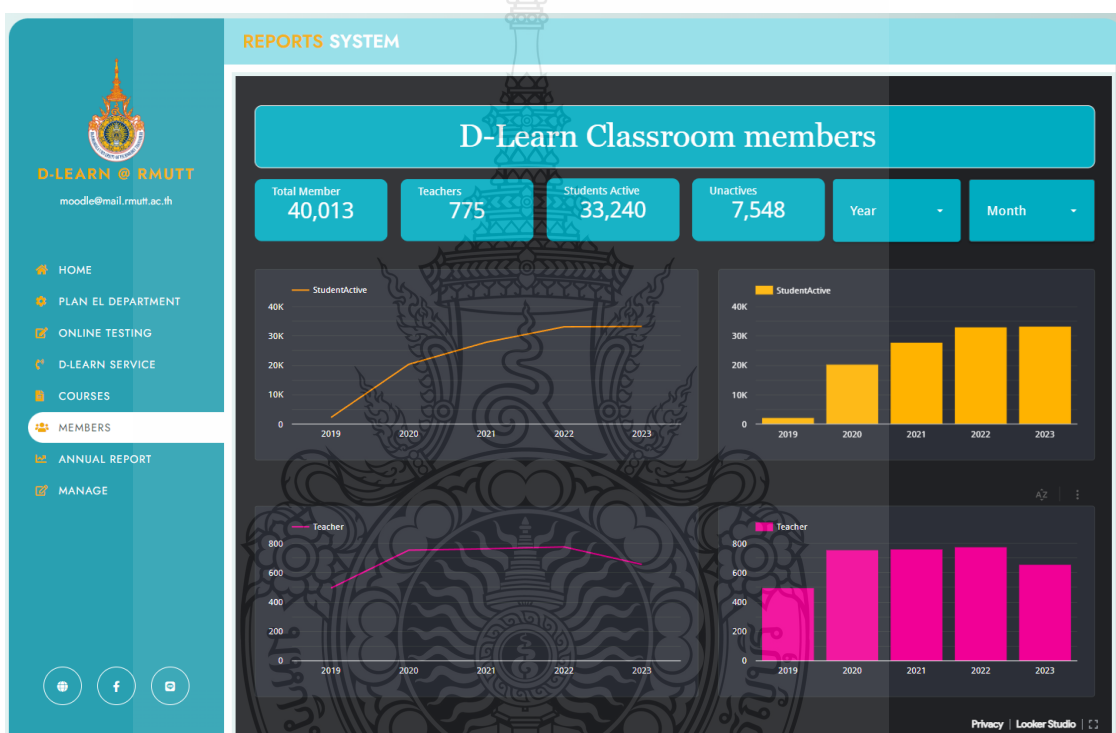 REPORTS SYSTEM
D-LEARN @ RMUTT
moodle@mail.rmutt.ac.th
HOME
PLAN EL DEPARTMENT
ONLINE TESTING
D-LEARN SERVICE
COURSES
MEMBERS
ANNUAL REPORT
MANAGE
D-Learn Classroom members
Total Member
40,013
Teachers
775
Students Active
33,240
Unactives
7,548
Year
Month
StudentActive
40K
30K
20K
10K
0
2019 2020 2021 2022 2023
StudentActive
40K
30K
20K
10K
0
2019 2020 2021 2022 2023
Teacher
800
600
400
200
0
2019 2020 2021 2022 2023
Teacher
800
600
400
200
0
2019 2020 2021 2022 2023
Privacy | Looker Studio